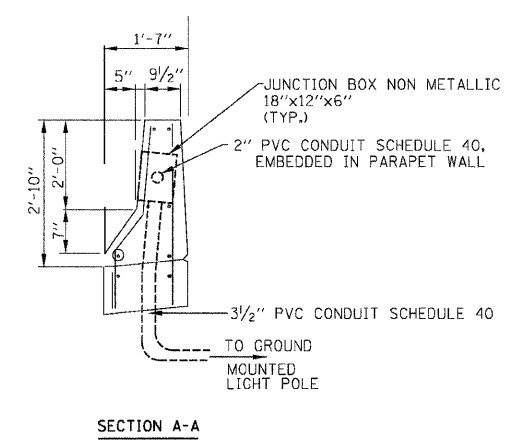 1'-7"
5" 9½"
JUNCTION BOX NON METALLIC
18"x12"x6"
(TYP.)
2" PVC CONDUIT SCHEDULE 40,
EMBEDDED IN PARAPET WALL
2'-10"
2'-0"
7"
3½" PVC CONDUIT SCHEDULE 40
TO GROUND
MOUNTED
LIGHT POLE
SECTION A-A